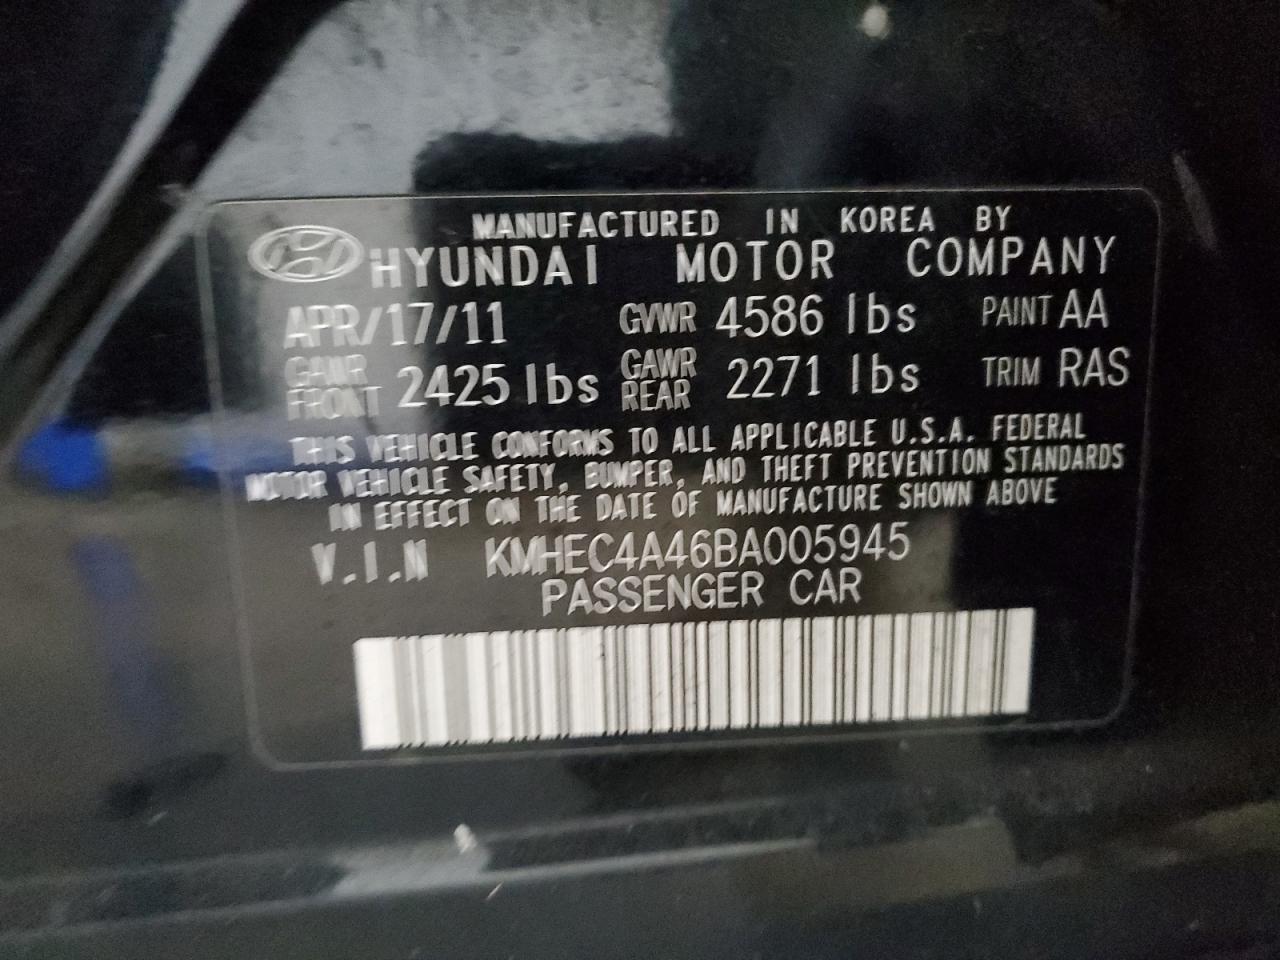 MANUFACTURED IN KOREA BY
HYUNDAI MOTOR COMPANY
APR/17/11 GVWR 4586 lbs PAINT AA
GAWR FRONT 2425 lbs GAWR REAR 2271 lbs TRIM RAS
THIS VEHICLE CONFORMS TO ALL APPLICABLE U.S.A. FEDERAL
MOTOR VEHICLE SAFETY, BUMPER, AND THEFT PREVENTION STANDARDS
IN EFFECT ON THE DATE OF MANUFACTURE SHOWN ABOVE
V.I.N KMHEC4A46BA005945
PASSENGER CAR